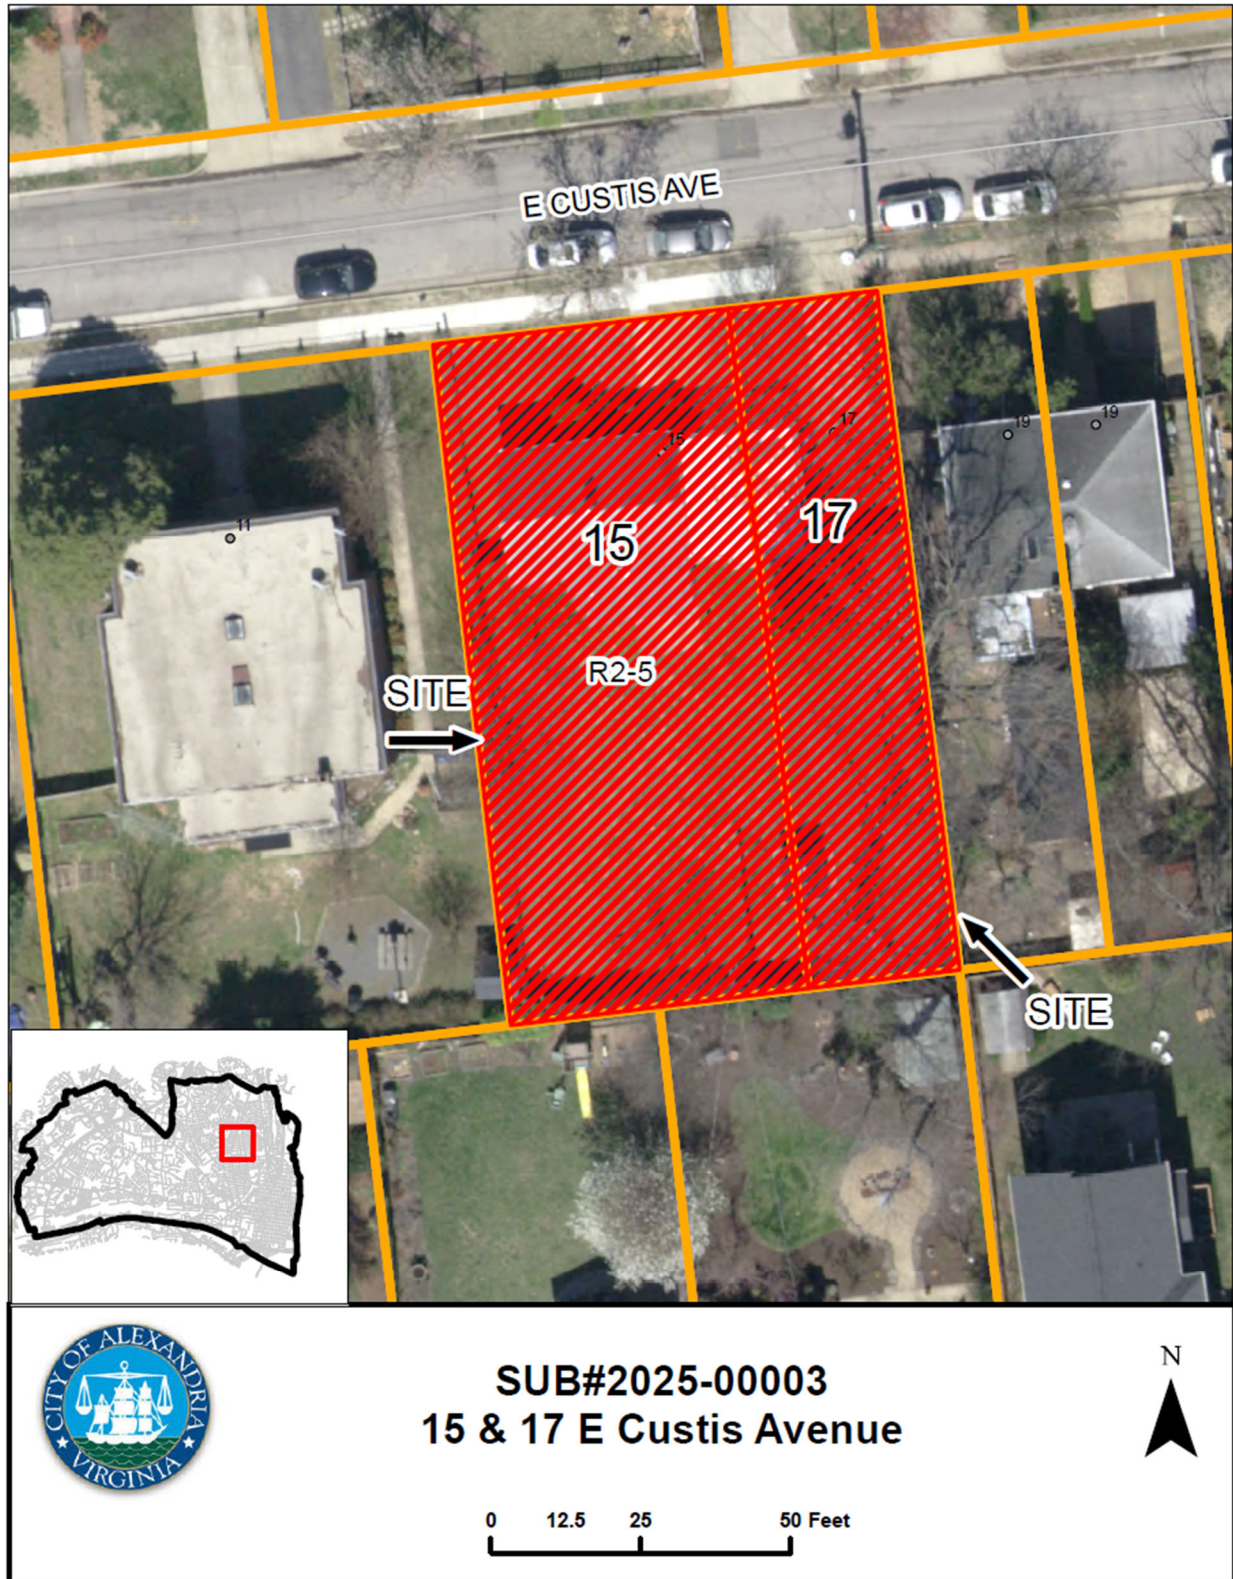 E CUSTIS AVE
15
17
19
19
11
15
17
R2-5
SITE
SITE
CITY OF ALEXANDRIA
VIRGINIA
SUB#2025-00003
15 & 17 E Custis Avenue
N
0 12.5 25 50 Feet